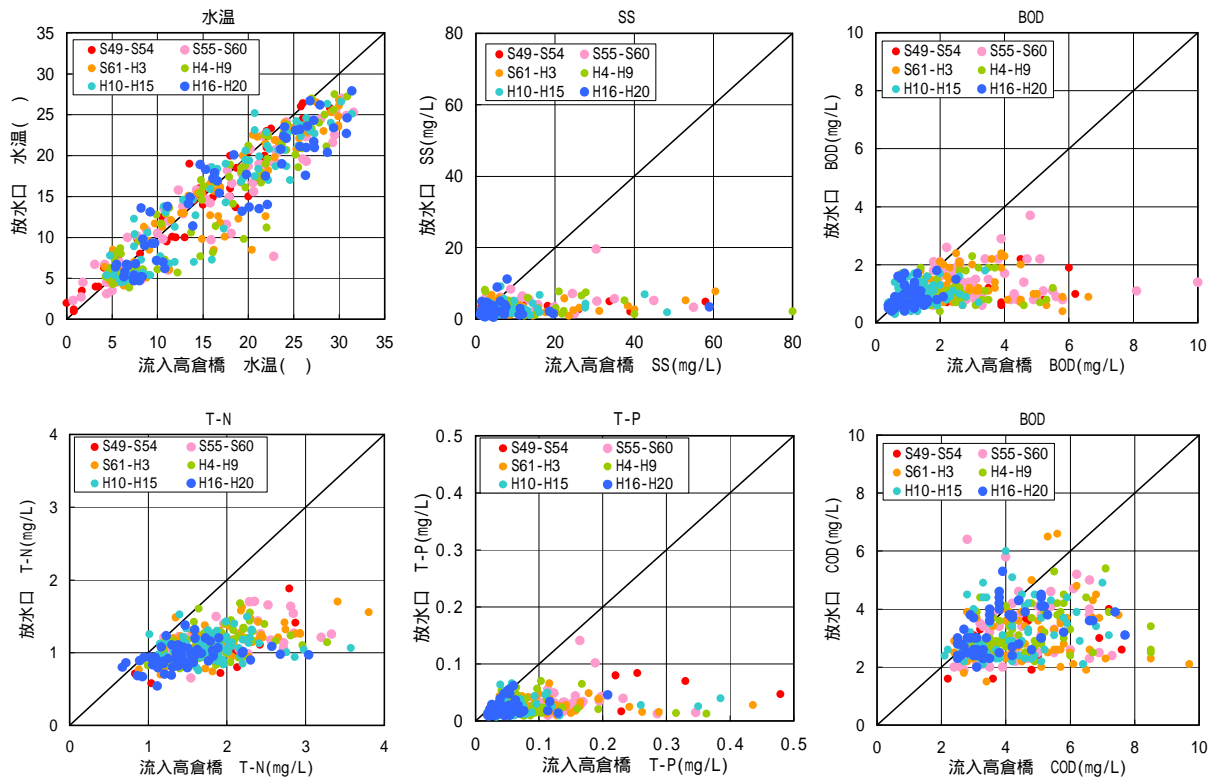 水温
35
30
25
20
15
10
5
0
0 5 10 15 20 25 30 35
放水口 水温( )
流入高倉橋 水温( )
S49-S54 S55-S60
S61-H3 H4-H9
H10-H15 H16-H20
SS
80
60
40
20
0
0 20 40 60 80
放水口 SS(mg/L)
流入高倉橋 SS(mg/L)
S49-S54 S55-S60
S61-H3 H4-H9
H10-H15 H16-H20
BOD
10
8
6
4
2
0
0 2 4 6 8 10
放水口 BOD(mg/L)
流入高倉橋 BOD(mg/L)
S49-S54 S55-S60
S61-H3 H4-H9
H10-H15 H16-H20
T-N
4
3
2
1
0
0 1 2 3 4
放水口 T-N(mg/L)
流入高倉橋 T-N(mg/L)
S49-S54 S55-S60
S61-H3 H4-H9
H10-H15 H16-H20
T-P
0.5
0.4
0.3
0.2
0.1
0
0 0.1 0.2 0.3 0.4 0.5
放水口 T-P(mg/L)
流入高倉橋 T-P(mg/L)
S49-S54 S55-S60
S61-H3 H4-H9
H10-H15 H16-H20
BOD
10
8
6
4
2
0
0 2 4 6 8 10
放水口 COD(mg/L)
流入高倉橋 COD(mg/L)
S49-S54 S55-S60
S61-H3 H4-H9
H10-H15 H16-H20